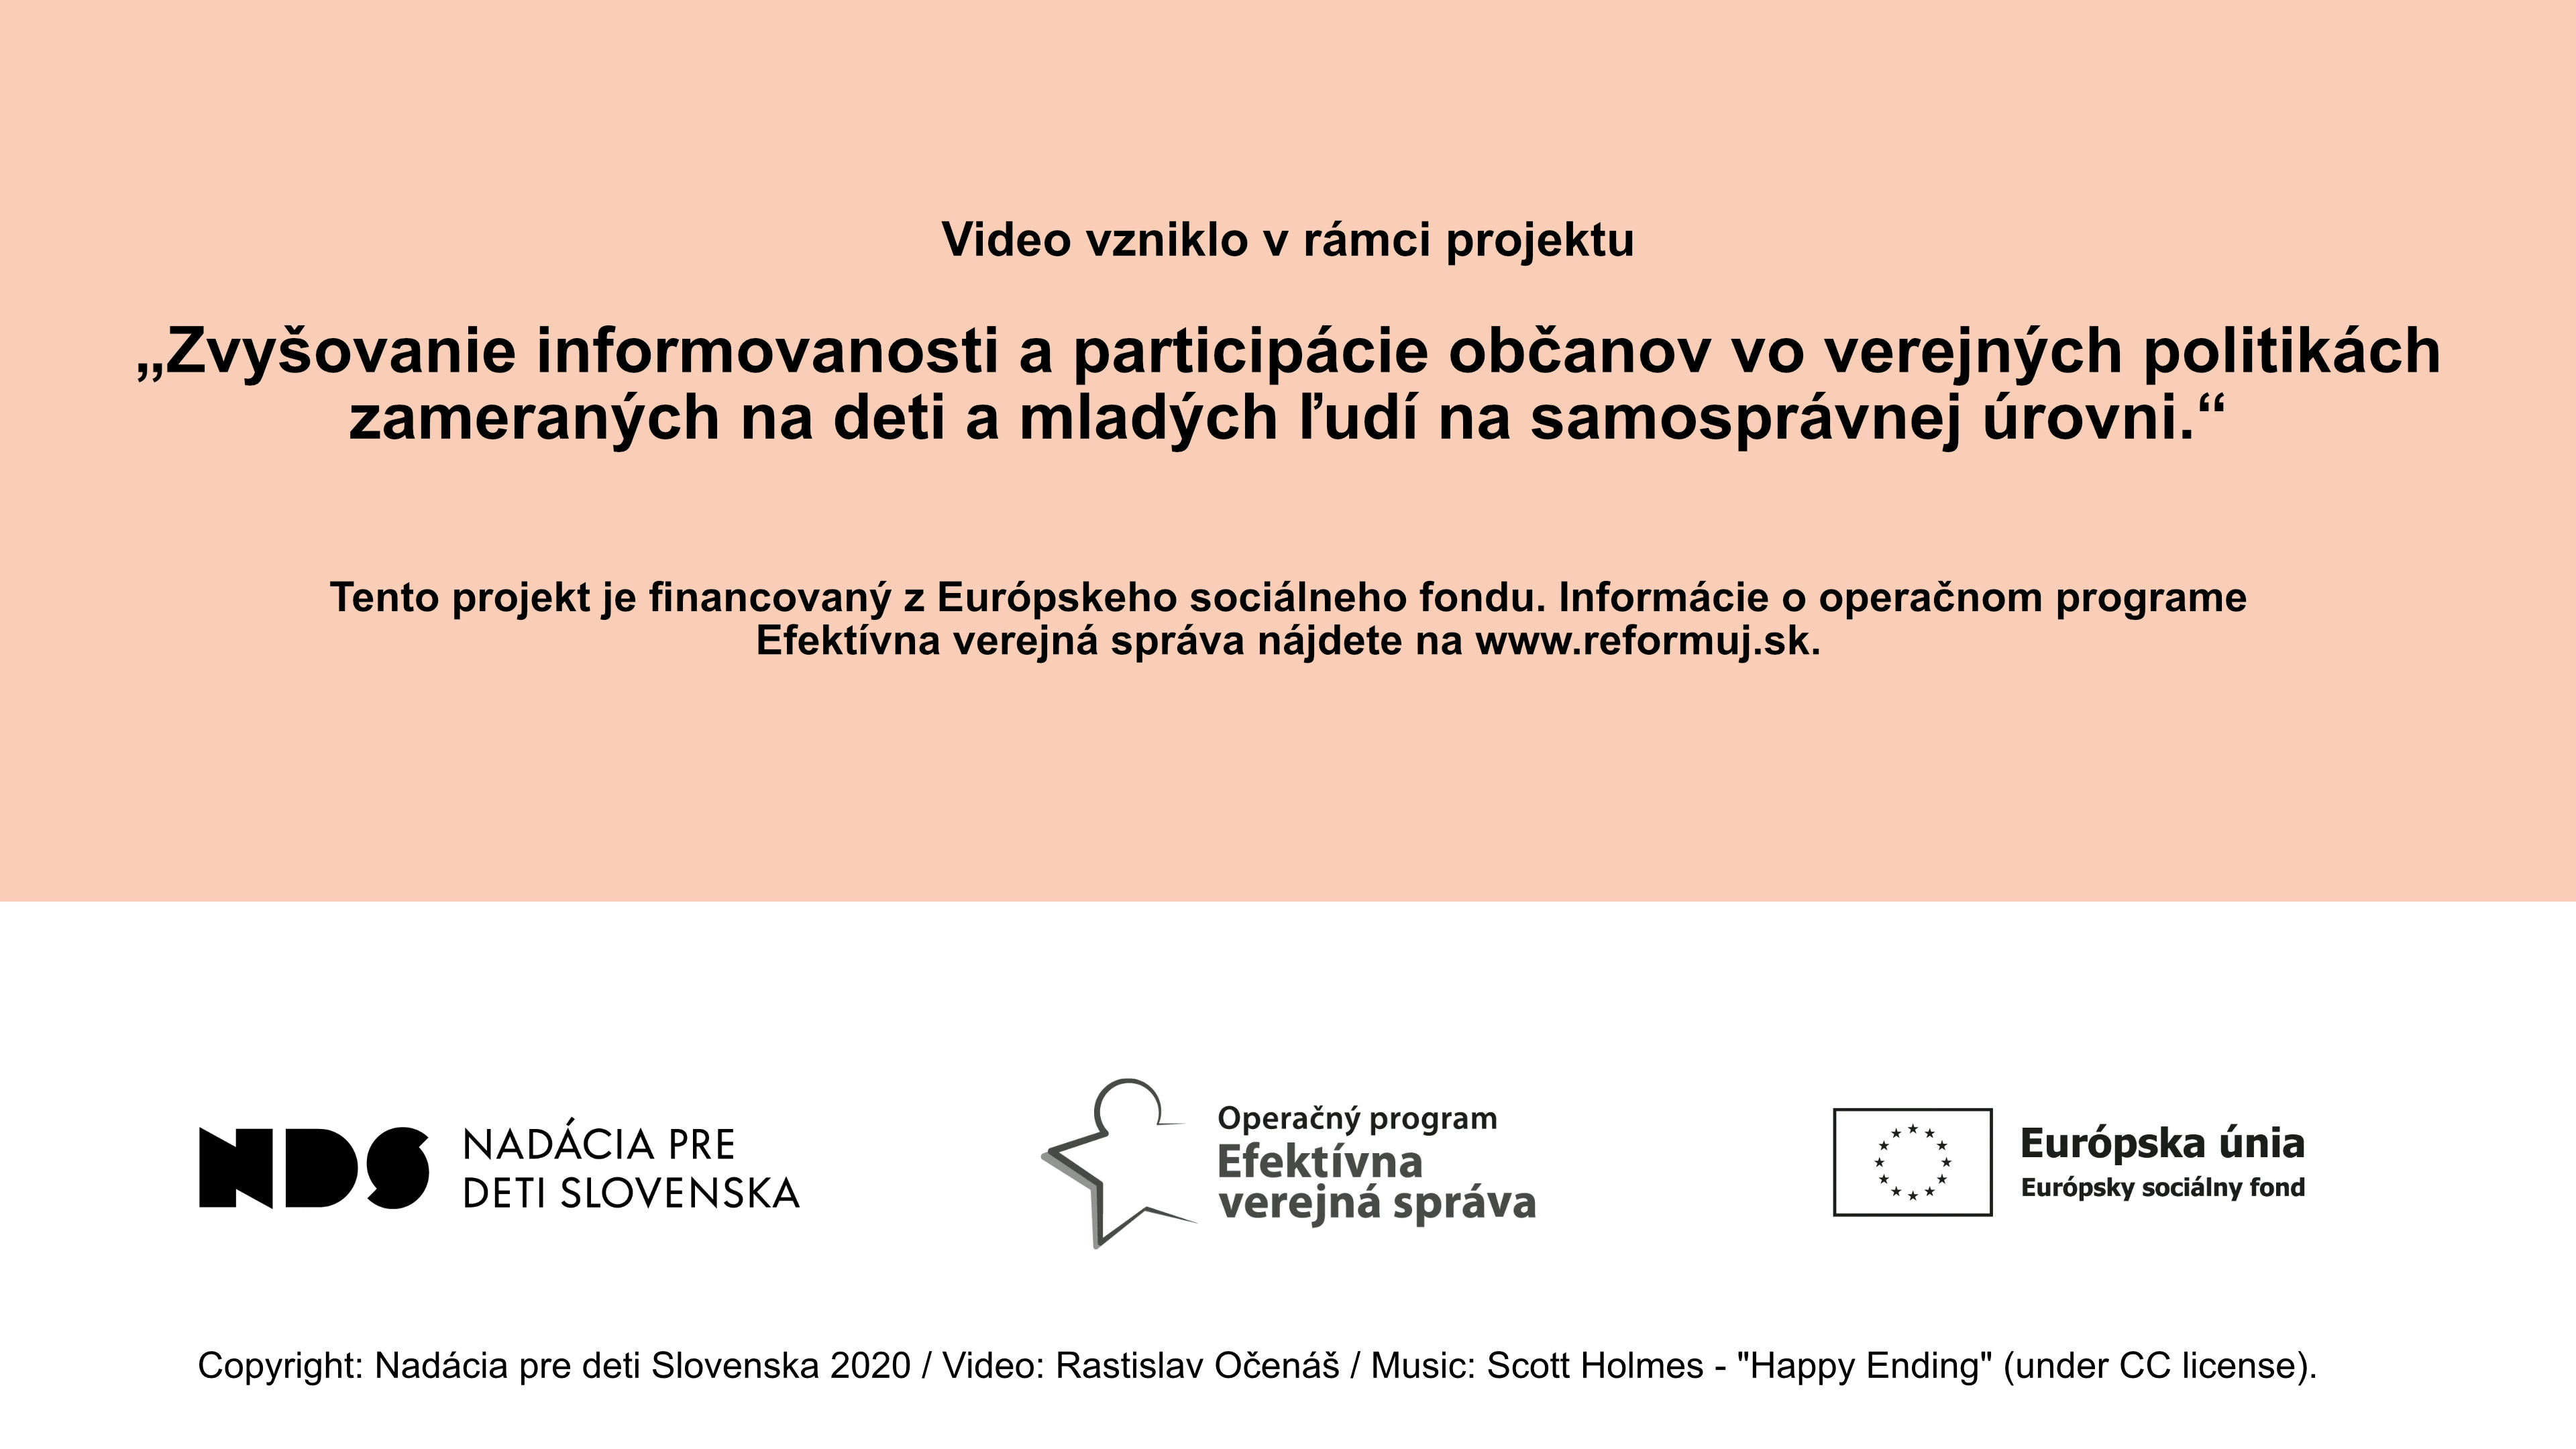 Video vzniklo v rámci projektu
„Zvyšovanie informovanosti a participácie občanov vo verejných politikách
zameraných na deti a mladých ľudí na samosprávnej úrovni.“
Tento projekt je financovaný z Európskeho sociálneho fondu. Informácie o operačnom programe
Efektívna verejná správa nájdete na www.reformuj.sk.
NDS
NADÁCIA PRE
DETI SLOVENSKA
Operačný program
Efektívna
verejná správa
Európska únia
Európsky sociálny fond
Copyright: Nadácia pre deti Slovenska 2020 / Video: Rastislav Očenáš / Music: Scott Holmes - "Happy Ending" (under CC license).